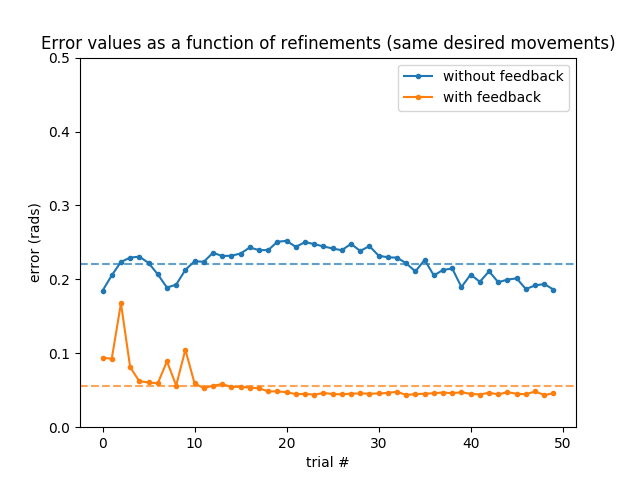 Error values as a function of refinements (same desired movements)
0.5
0.4
0.3
0.2
0.1
0.0
error (rads)
without feedback
with feedback
0 10 20 30 40 50
trial #